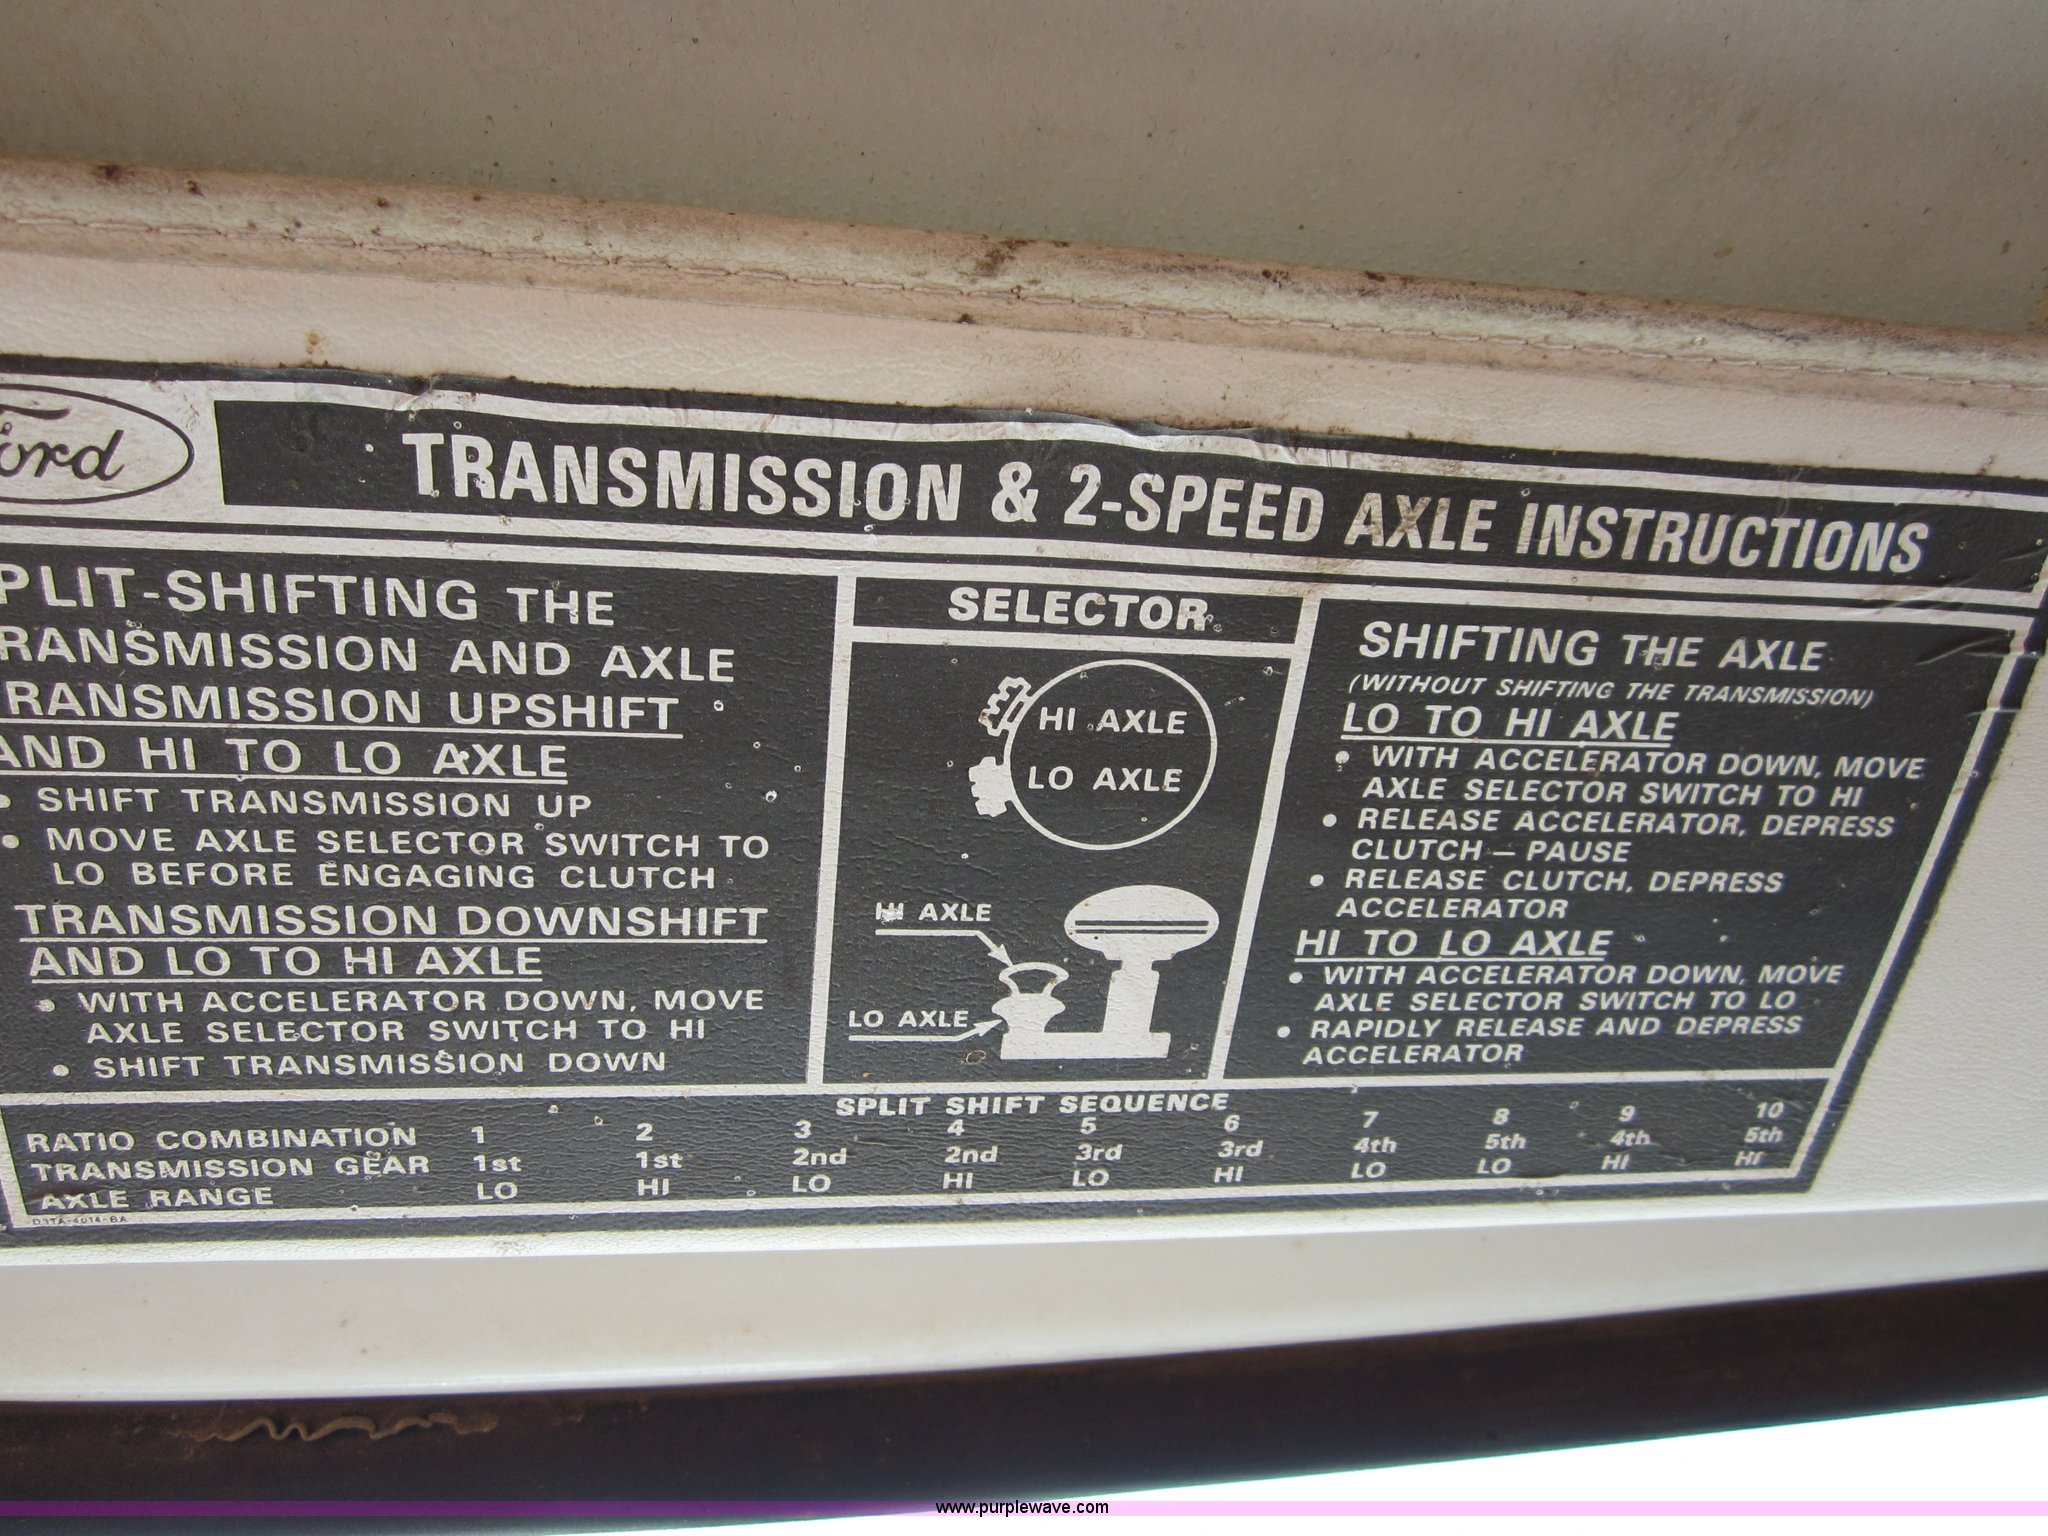 Ford
TRANSMISSION & 2-SPEED AXLE INSTRUCTIONS
PLIT-SHIFTING THE
RANSMISSION AND AXLE
RANSMISSION UPSHIFT
AND HI TO LO AXLE
• SHIFT TRANSMISSION UP
• MOVE AXLE SELECTOR SWITCH TO
LO BEFORE ENGAGING CLUTCH
TRANSMISSION DOWNSHIFT
AND LO TO HI AXLE
• WITH ACCELERATOR DOWN, MOVE
AXLE SELECTOR SWITCH TO HI
• SHIFT TRANSMISSION DOWN
SELECTOR
HI AXLE
LO AXLE
HI AXLE
LO AXLE
SHIFTING THE AXLE
(WITHOUT SHIFTING THE TRANSMISSION)
LO TO HI AXLE
• WITH ACCELERATOR DOWN, MOVE
AXLE SELECTOR SWITCH TO HI
• RELEASE ACCELERATOR, DEPRESS
CLUTCH — PAUSE
• RELEASE CLUTCH, DEPRESS
ACCELERATOR
HI TO LO AXLE
• WITH ACCELERATOR DOWN, MOVE
AXLE SELECTOR SWITCH TO LO
• RAPIDLY RELEASE AND DEPRESS
ACCELERATOR
SPLIT SHIFT SEQUENCE
RATIO COMBINATION 1 2 3 4 5 6 7 8 9 10
TRANSMISSION GEAR 1st 1st 2nd 2nd 3rd 3rd 4th 5th 4th 5th
AXLE RANGE LO HI LO HI LO HI LO LO HI HI
D3TA-4014-BA
www.purplewave.com